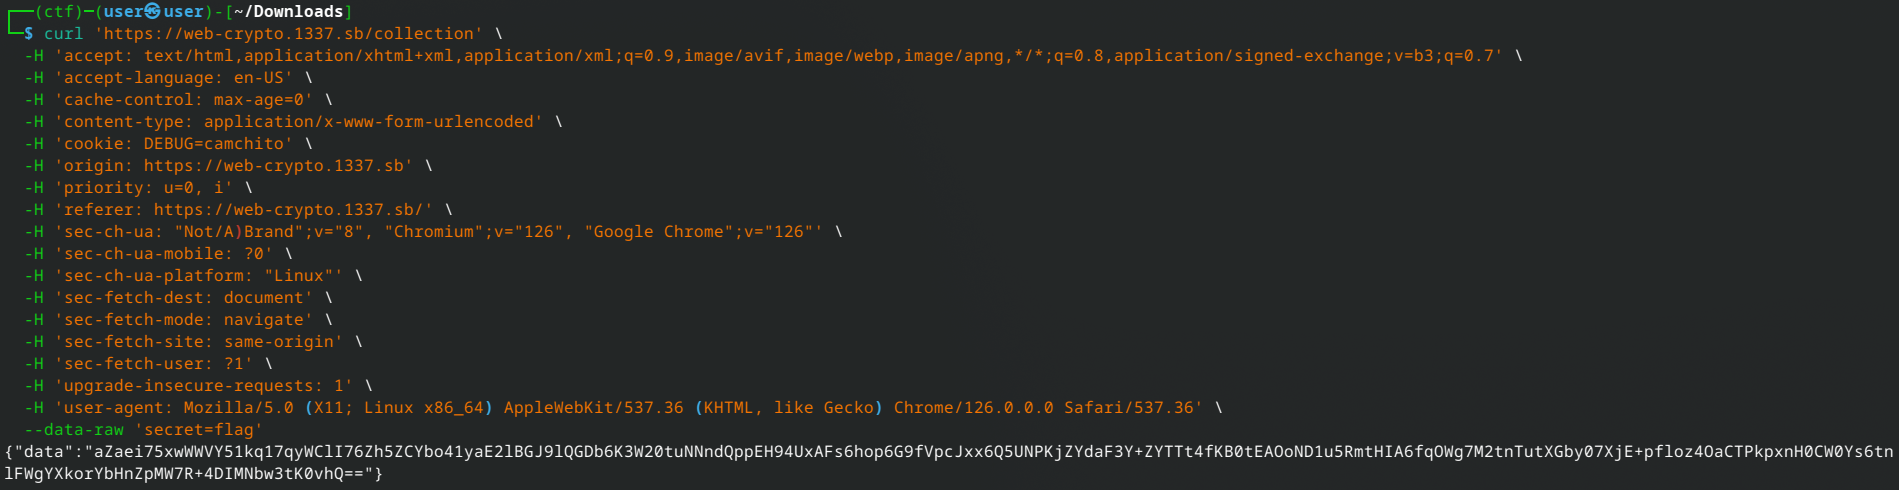 ┌──(ctf)─(user㉿user)-[~/Downloads]
└─$ curl 'https://web-crypto.1337.sb/collection' \
  -H 'accept: text/html,application/xhtml+xml,application/xml;q=0.9,image/avif,image/webp,image/apng,*/*;q=0.8,application/signed-exchange;v=b3;q=0.7' \
  -H 'accept-language: en-US' \
  -H 'cache-control: max-age=0' \
  -H 'content-type: application/x-www-form-urlencoded' \
  -H 'cookie: DEBUG=camchito' \
  -H 'origin: https://web-crypto.1337.sb' \
  -H 'priority: u=0, i' \
  -H 'referer: https://web-crypto.1337.sb/' \
  -H 'sec-ch-ua: "Not/A)Brand";v="8", "Chromium";v="126", "Google Chrome";v="126"' \
  -H 'sec-ch-ua-mobile: ?0' \
  -H 'sec-ch-ua-platform: "Linux"' \
  -H 'sec-fetch-dest: document' \
  -H 'sec-fetch-mode: navigate' \
  -H 'sec-fetch-site: same-origin' \
  -H 'sec-fetch-user: ?1' \
  -H 'upgrade-insecure-requests: 1' \
  -H 'user-agent: Mozilla/5.0 (X11; Linux x86_64) AppleWebKit/537.36 (KHTML, like Gecko) Chrome/126.0.0.0 Safari/537.36' \
  --data-raw 'secret=flag'
{"data":"aZaei75xwWWVY51kq17qyWClI76Zh5ZCYbo41yaE2lBGJ9lQGDb6K3W20tuNNndQppEH94UxAFs6hop6G9fVpcJxx6Q5UNPKjZYdaF3Y+ZYTTt4fKB0tEAOoND1u5RmtHIA6fqOWg7M2tnTutXGby07XjE+pfloz4OaCTPkpxnH0CW0Ys6tn
lFWgYXkorYbHnZpMW7R+4DIMNbw3tK0vhQ=="}